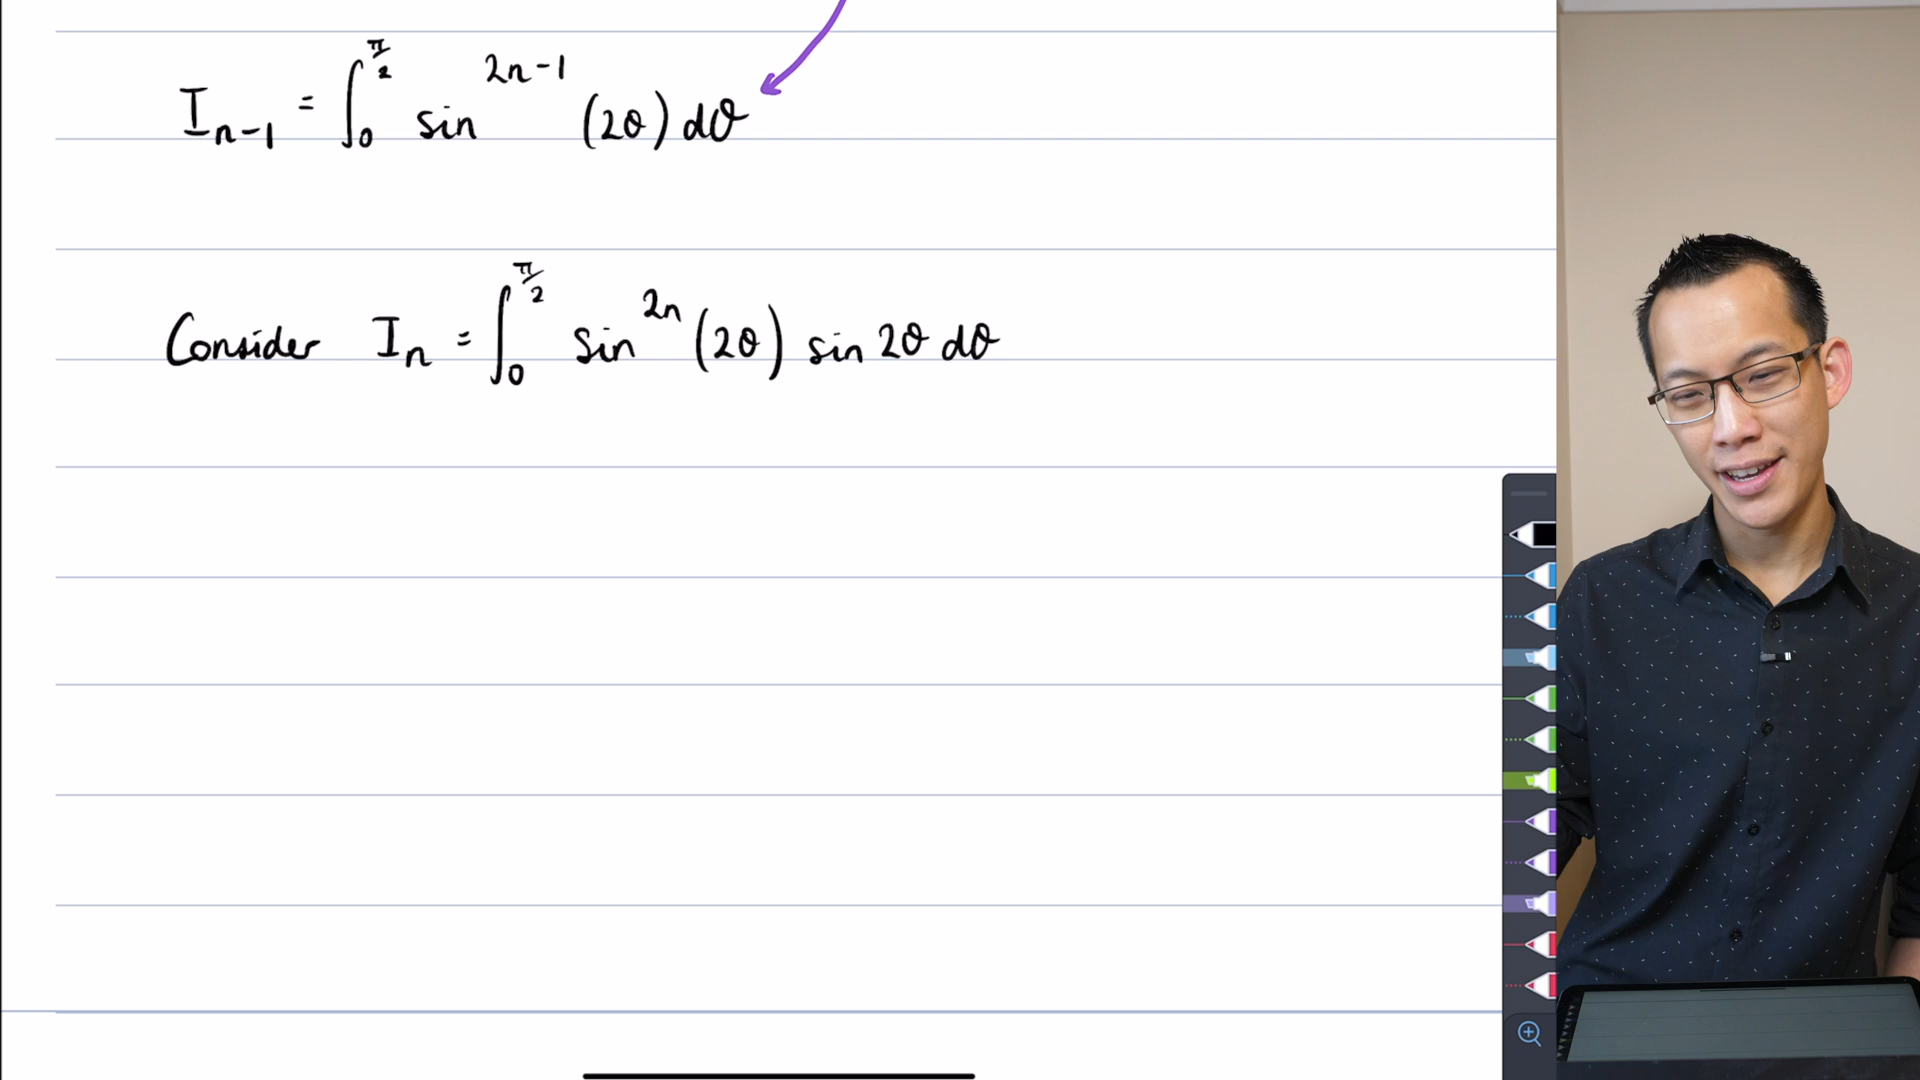 I_{n-1} = ∫_0^{π/2} sin^{2n-1} (2θ) dθ
Consider I_n = ∫_0^{π/2} sin^{2n} (2θ) sin 2θ dθ